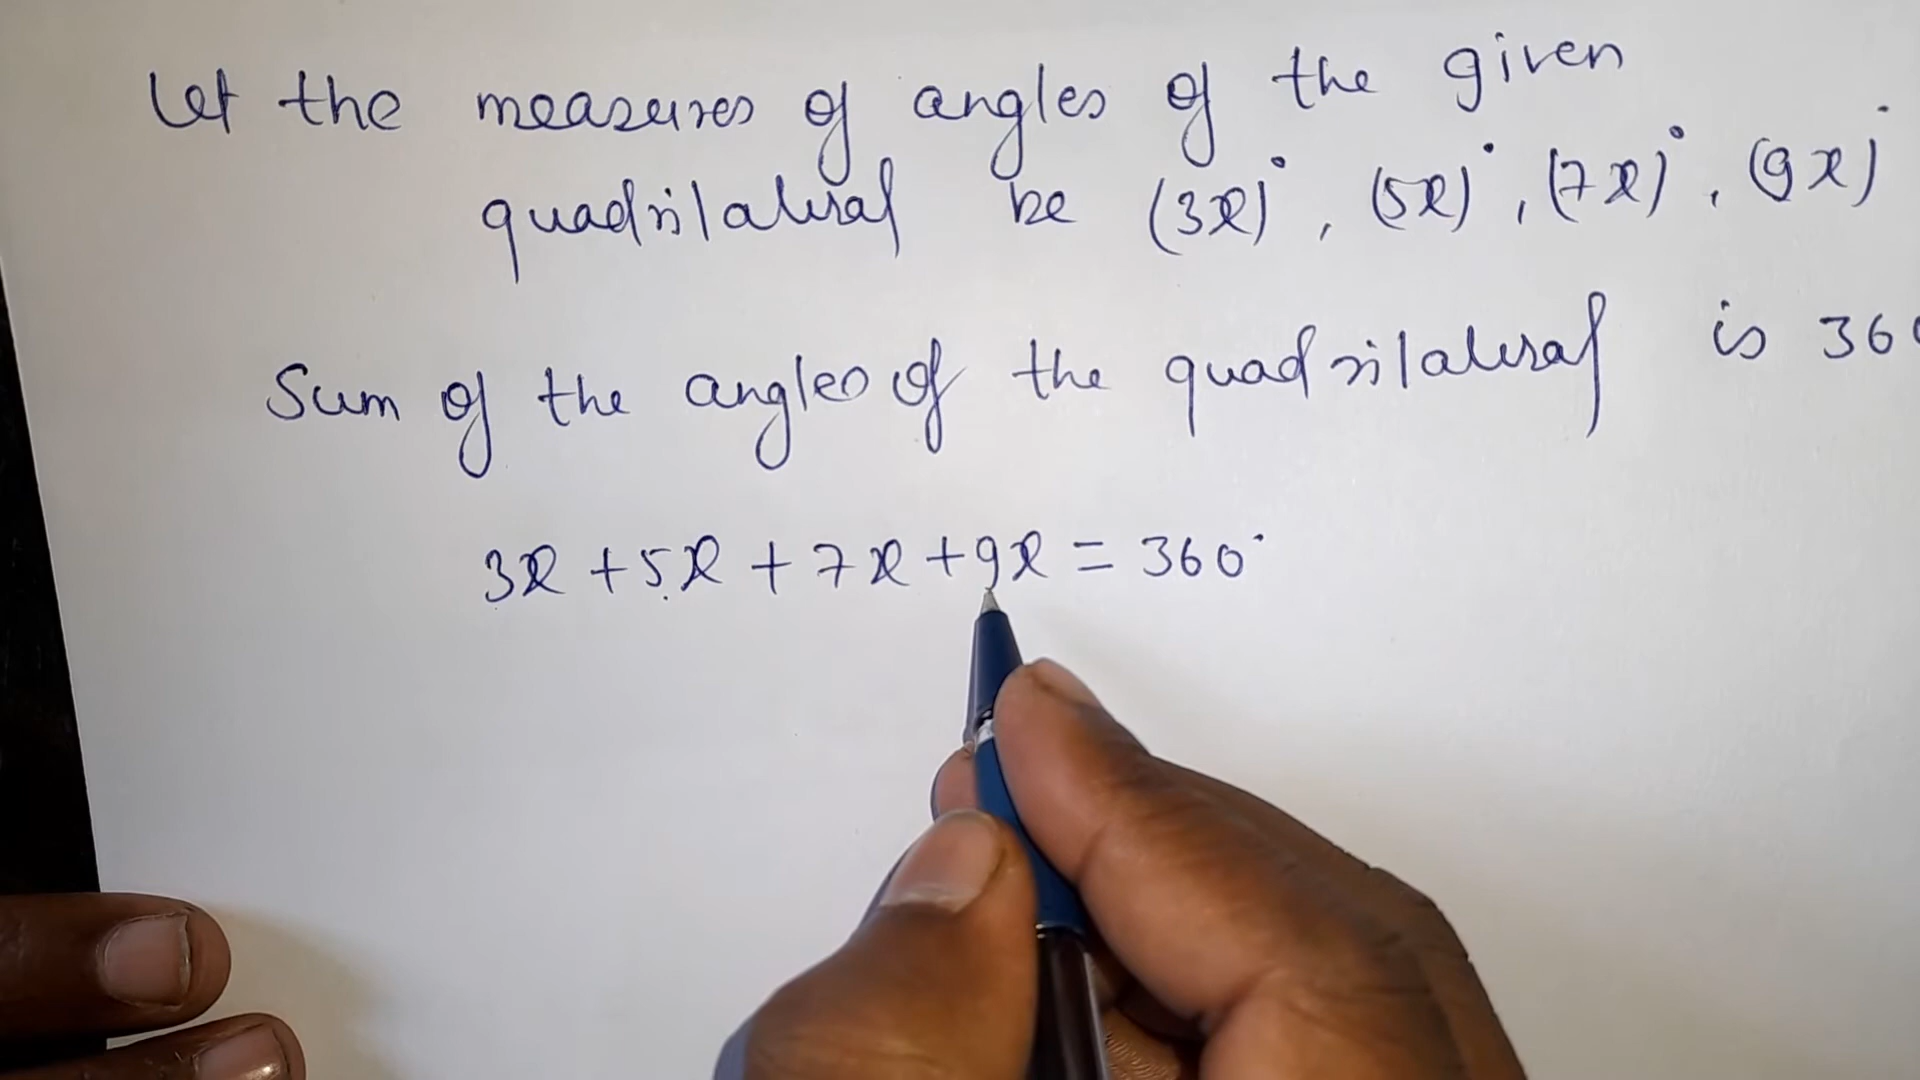 Let the measures of angles of the given
quadrilateral be (3x)°, (5x)°, (7x)°, (9x)°
Sum of the angles of the quadrilateral is 360
3x + 5x + 7x + 9x = 360°